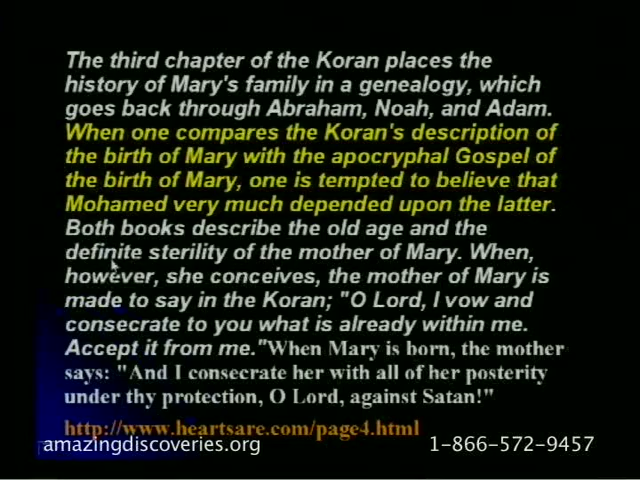 The third chapter of the Koran places the
history of Mary's family in a genealogy, which
goes back through Abraham, Noah, and Adam.
When one compares the Koran's description of
the birth of Mary with the apocryphal Gospel of
the birth of Mary, one is tempted to believe that
Mohamed very much depended upon the latter.
Both books describe the old age and the
definite sterility of the mother of Mary. When,
however, she conceives, the mother of Mary is
made to say in the Koran; "O Lord, I vow and
consecrate to you what is already within me.
Accept it from me."When Mary is born, the mother
says: "And I consecrate her with all of her posterity
under thy protection, O Lord, against Satan!"
http://www.heartsare.com/page4.html
amazingdiscoveries.org 1-866-572-9457